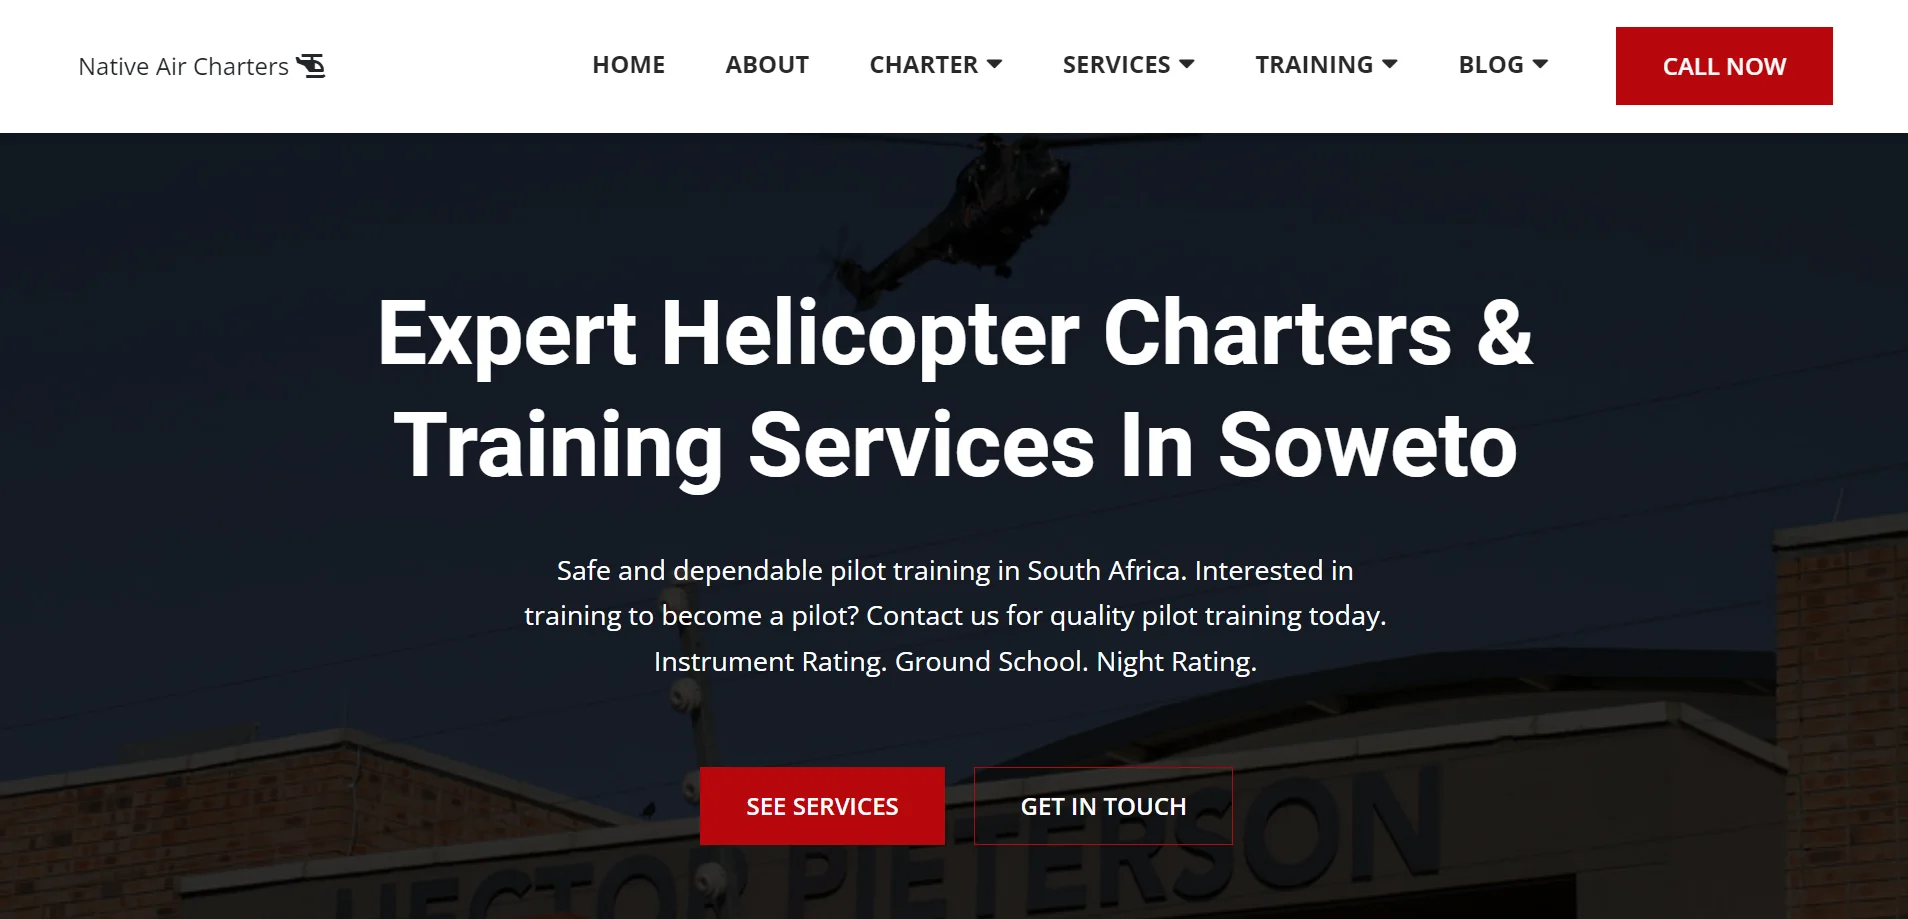 Native Air Charters
HOME
ABOUT
CHARTER
SERVICES
TRAINING
BLOG
CALL NOW
Expert Helicopter Charters &
Training Services In Soweto
Safe and dependable pilot training in South Africa. Interested in
training to become a pilot? Contact us for quality pilot training today.
Instrument Rating. Ground School. Night Rating.
SEE SERVICES
GET IN TOUCH
HECTOR PIETERSON